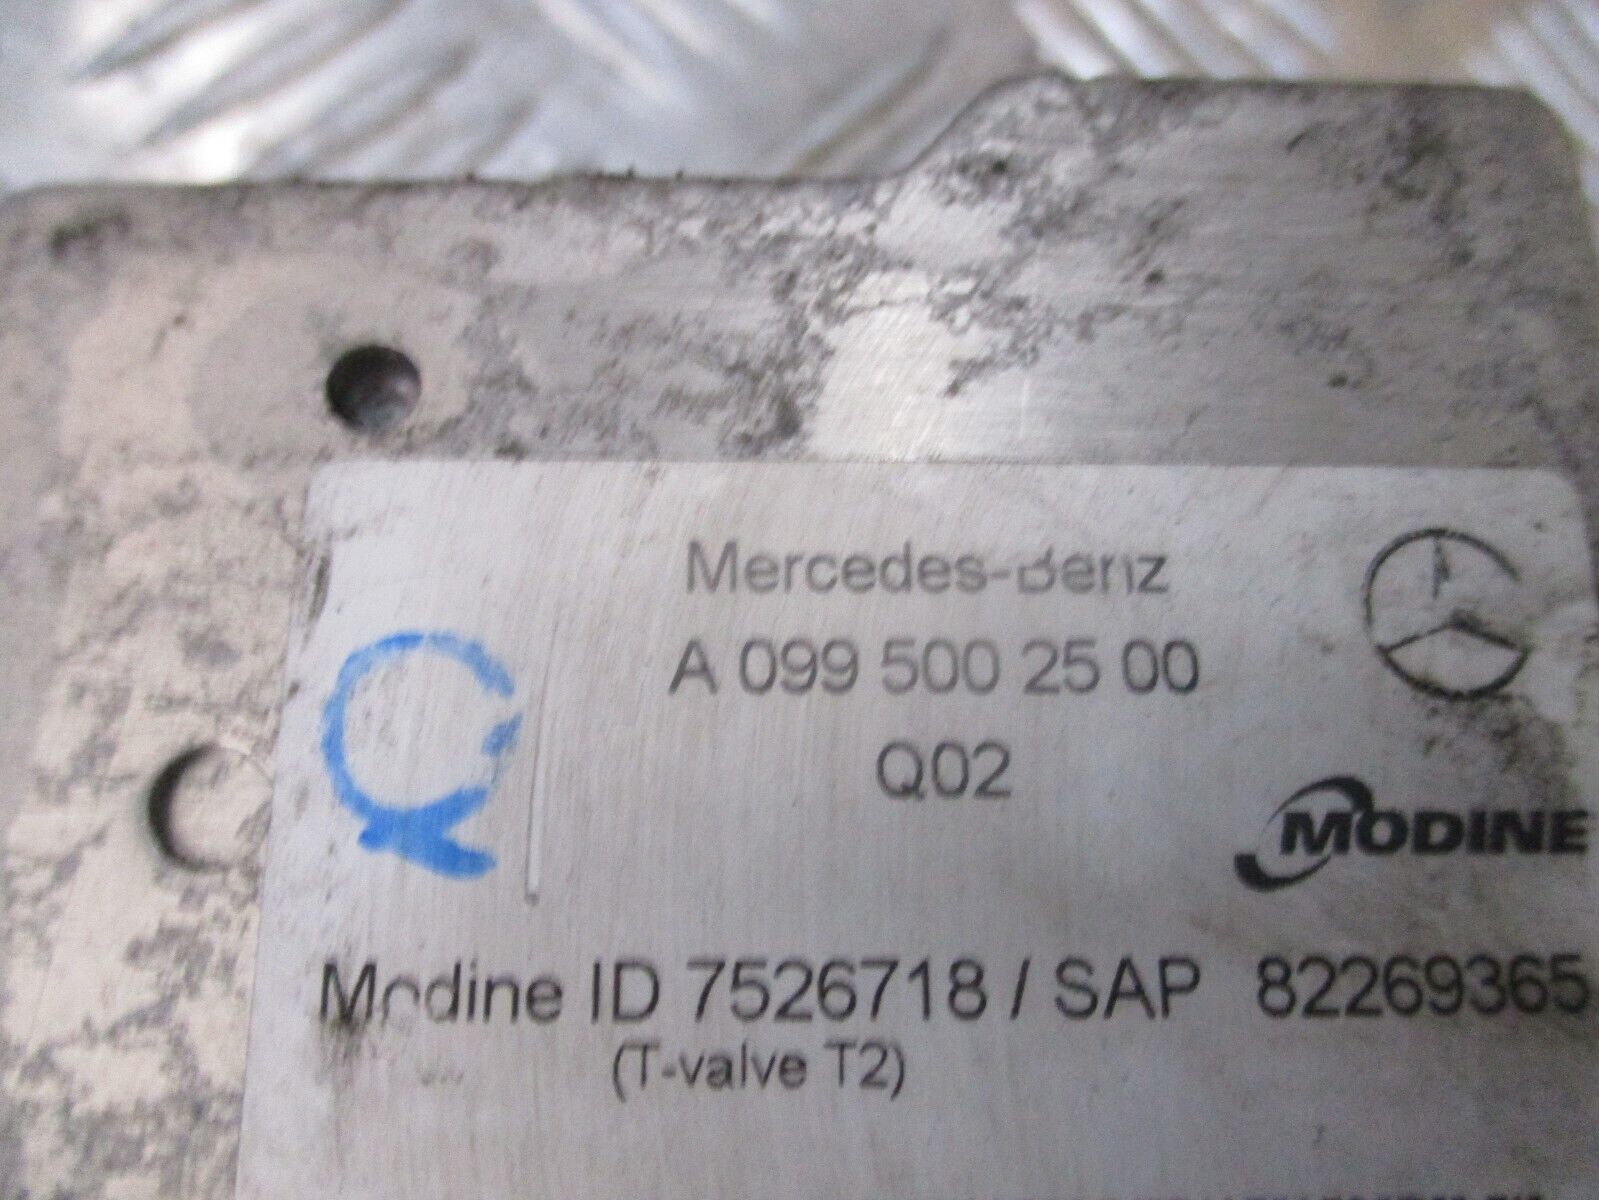 Mercedes-Benz
A 099 500 25 00
Q02
Q
MODINE
Modine ID 7526718 / SAP 82269365
(T-valve T2)